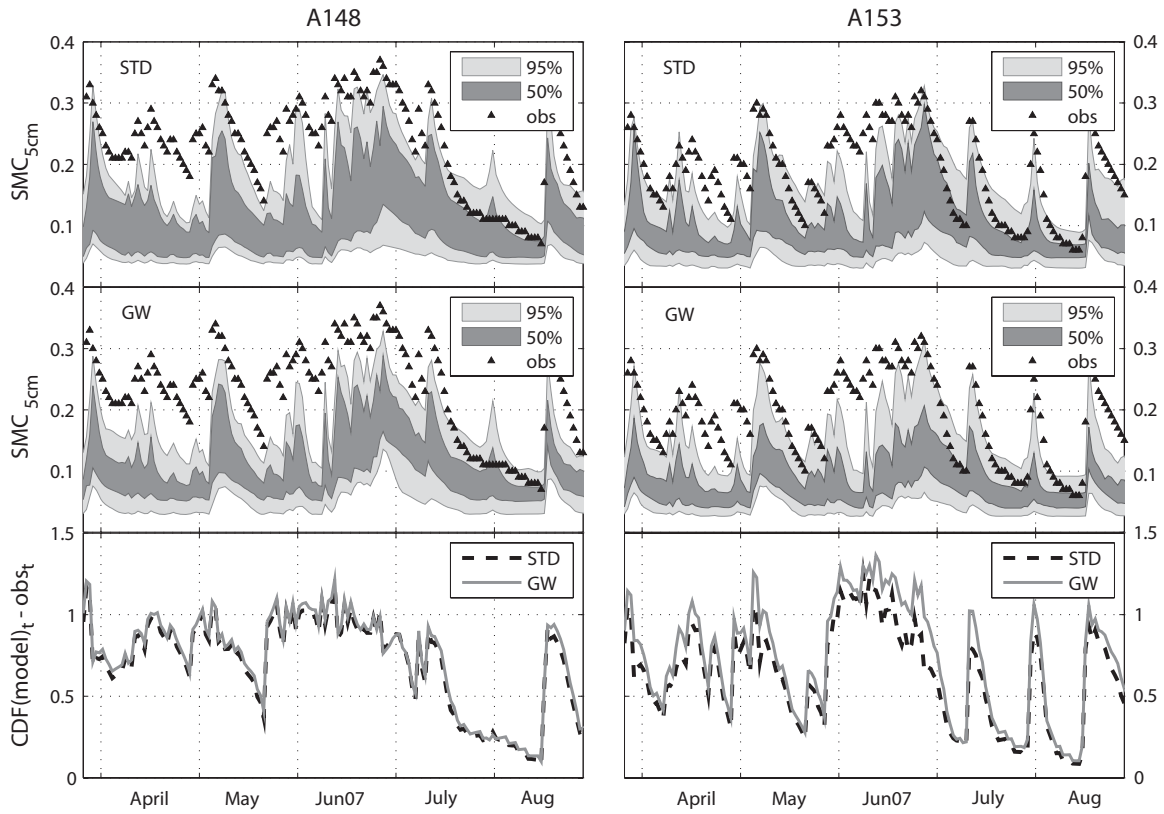 A148
A153
0.4
0.3
0.2
0.1
SMC5cm
STD
95%
50%
obs
STD
95%
50%
obs
0.4
0.3
0.2
0.1
0.4
0.3
0.2
0.1
SMC5cm
GW
95%
50%
obs
GW
95%
50%
obs
0.4
0.3
0.2
0.1
1.5
1
0.5
0
CDF(model)t - obst
STD
GW
STD
GW
1.5
1
0.5
0
April
May
Jun07
July
Aug
April
May
Jun07
July
Aug